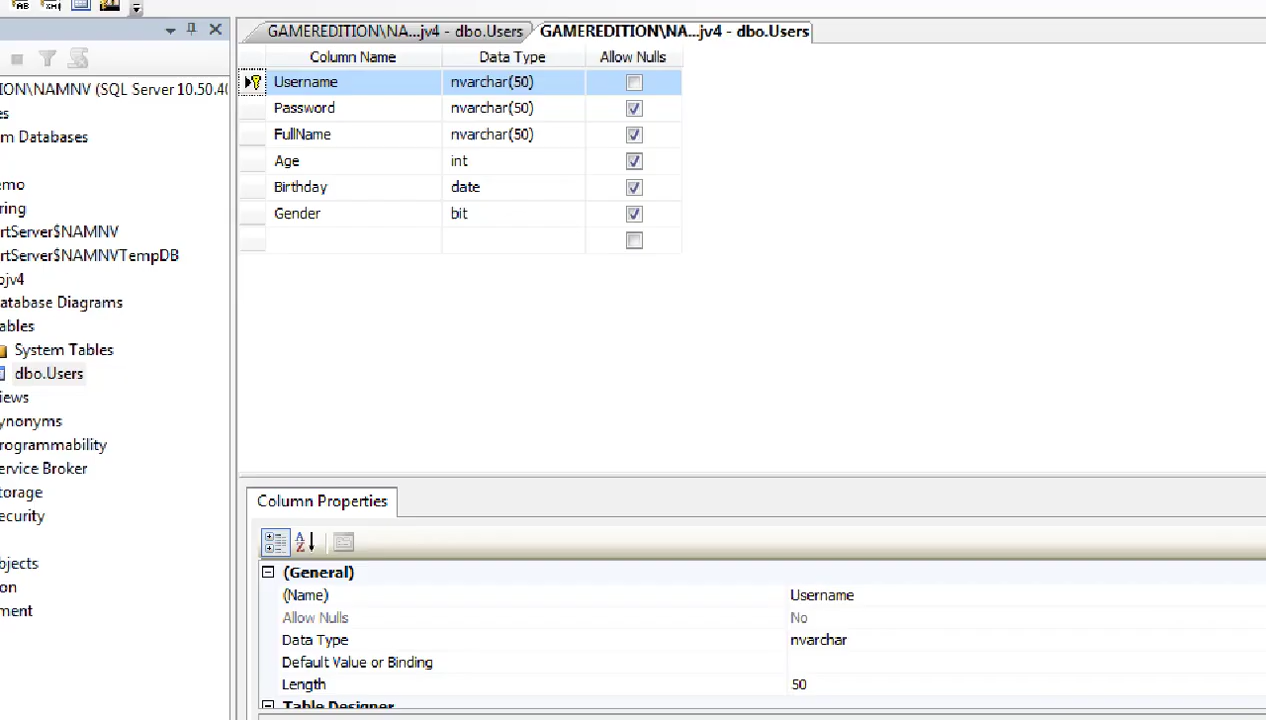 ION\NAMNV (SQL Server 10.50.40
es
m Databases
emo
ring
rtServer$NAMNV
rtServer$NAMNVTempDB
ojv4
atabase Diagrams
ables
System Tables
dbo.Users
iews
ynonyms
rogrammability
ervice Broker
torage
ecurity
bjects
on
ment
GAMEREDITION\NA...jv4 - dbo.Users
GAMEREDITION\NA...jv4 - dbo.Users
Column Name Data Type Allow Nulls
Username nvarchar(50)
Password nvarchar(50)
FullName nvarchar(50)
Age int
Birthday date
Gender bit
Column Properties
(General)
(Name) Username
Allow Nulls No
Data Type nvarchar
Default Value or Binding
Length 50
Table Designer